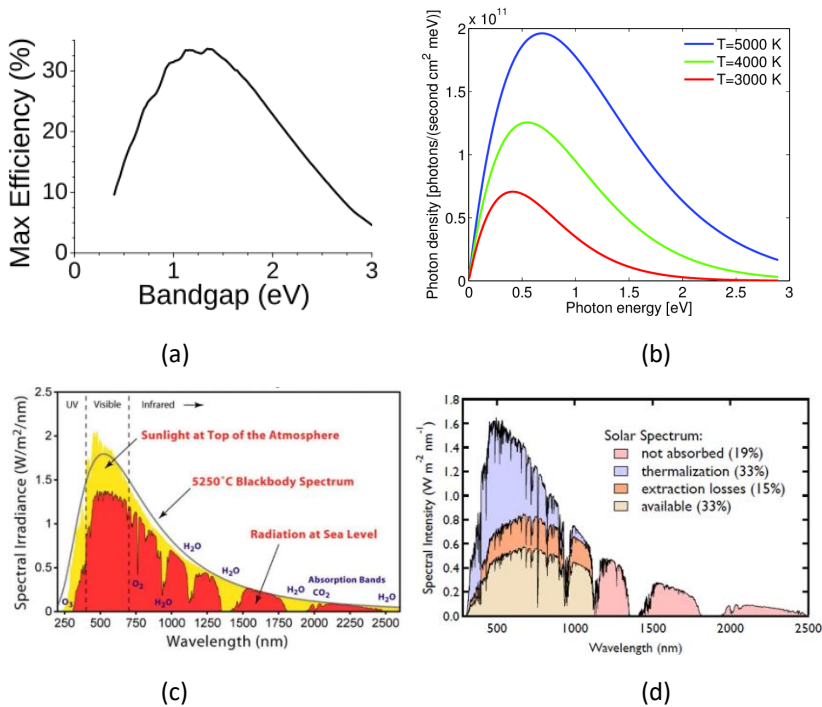 Max Efficiency (%)
30
20
10
0
0
1
2
3
Bandgap (eV)
(a)
x 10^11
Photon density [photons/(second cm² meV)]
2
1
0.5
0
T=5000 K
T=4000 K
T=3000 K
0
0.5
1
1.5
2
2.5
3
Photon energy [eV]
(b)
Spectral Irradiance (W/m²/nm)
2.5
2
1.5
1
0.5
0
UV
Visible
Infrared →
Sunlight at Top of the Atmosphere
5250°C Blackbody Spectrum
Radiation at Sea Level
H₂O
H₂O
Absorption Bands
H₂O
CO₂
H₂O
O₃
O₂
H₂O
250
500
750
1000
1250
1500
1750
2000
2250
2500
Wavelength (nm)
(c)
Spectral Intensity (W m⁻² nm⁻¹)
1.8
1.6
1.4
1.2
1.0
0.8
0.6
0.4
0.2
0.0
Solar Spectrum:
not absorbed (19%)
thermalization (33%)
extraction losses (15%)
available (33%)
500
1000
1500
2000
2500
Wavelength (nm)
(d)